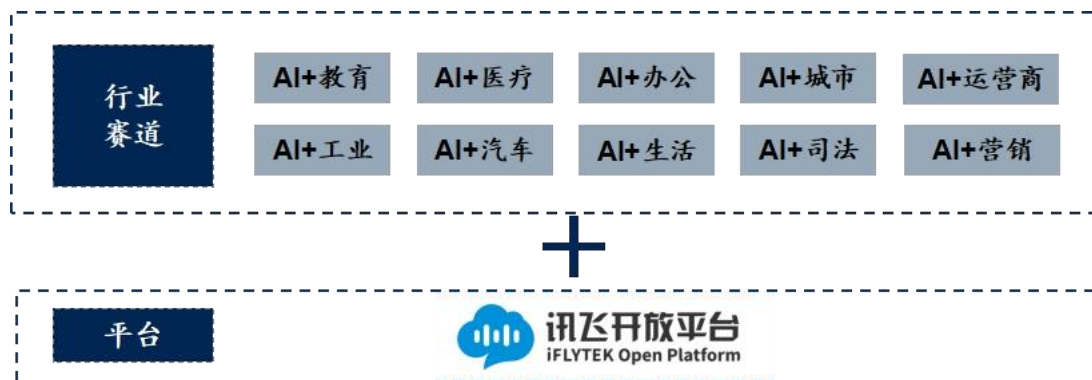 行业
赛道
AI+教育
AI+医疗
AI+办公
AI+城市
AI+运营商
AI+工业
AI+汽车
AI+生活
AI+司法
AI+营销
平台
讯飞开放平台
iFLYTEK Open Platform